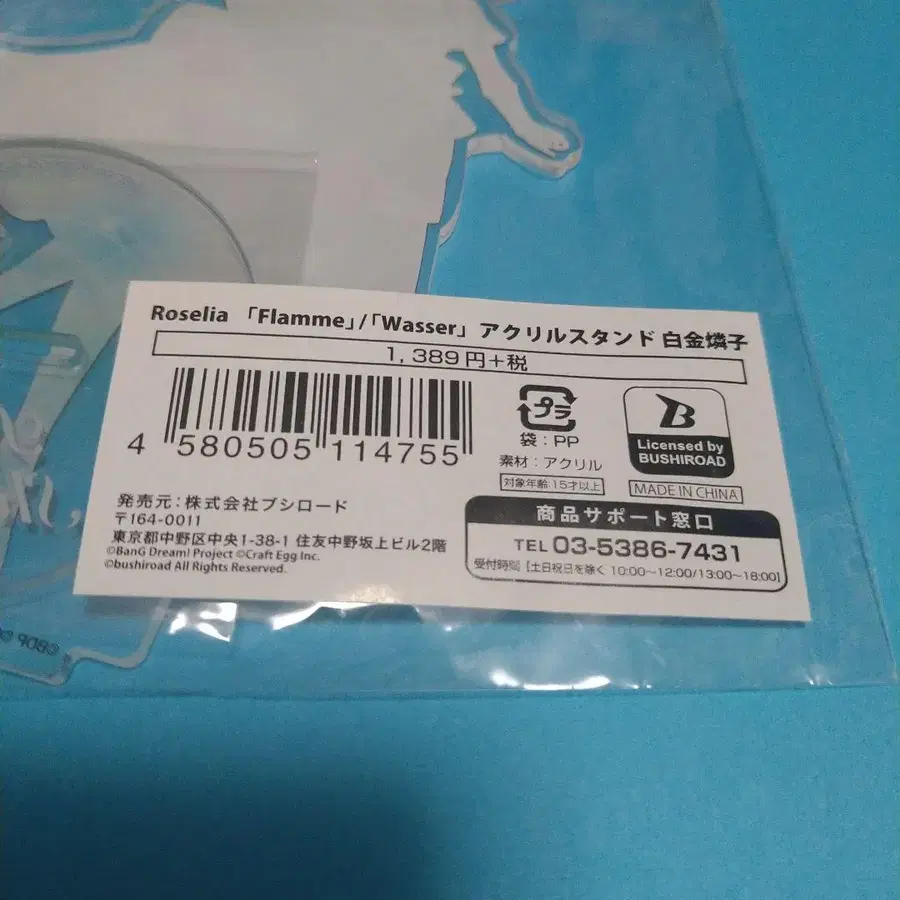 Roselia 「Flamme」/「Wasser」 アクリルスタンド 白金燐子
1,389円+税
4 580505 114755
プラ
袋:PP
素材:アクリル
対象年齢:15才以上
B
Licensed by
BUSHIROAD
MADE IN CHINA
発売元:株式会社ブシロード
〒164-0011
東京都中野区中央1-38-1 住友中野坂上ビル2階
©BanG Dream! Project ©Craft Egg Inc.
©bushiroad All Rights Reserved.
商品サポート窓口
TEL 03-5386-7431
受付時間【土日祝日を除く 10:00~12:00/13:00~18:00】